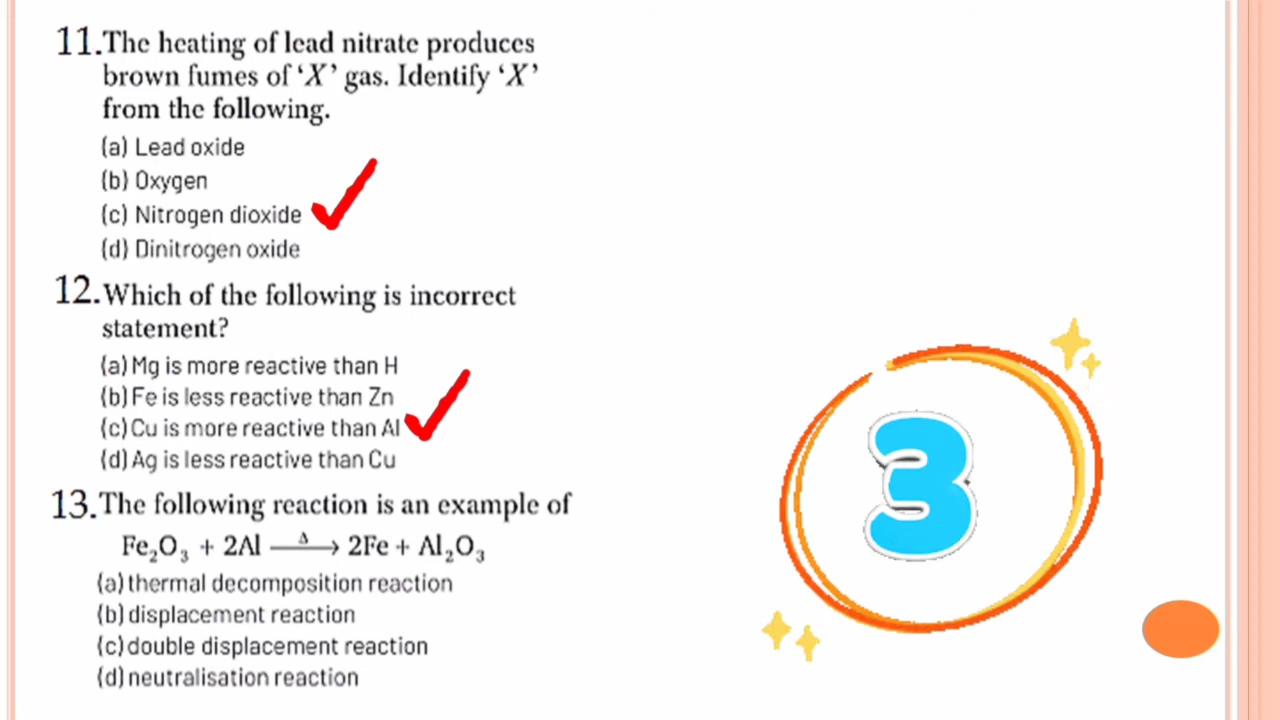 11.The heating of lead nitrate produces
brown fumes of ‘X’ gas. Identify ‘X’
from the following.
(a) Lead oxide
(b) Oxygen
(c) Nitrogen dioxide
(d) Dinitrogen oxide
12.Which of the following is incorrect
statement?
(a) Mg is more reactive than H
(b) Fe is less reactive than Zn
(c) Cu is more reactive than Al
(d) Ag is less reactive than Cu
13.The following reaction is an example of
Fe₂O₃ + 2Al —Δ→ 2Fe + Al₂O₃
(a) thermal decomposition reaction
(b) displacement reaction
(c) double displacement reaction
(d) neutralisation reaction
3